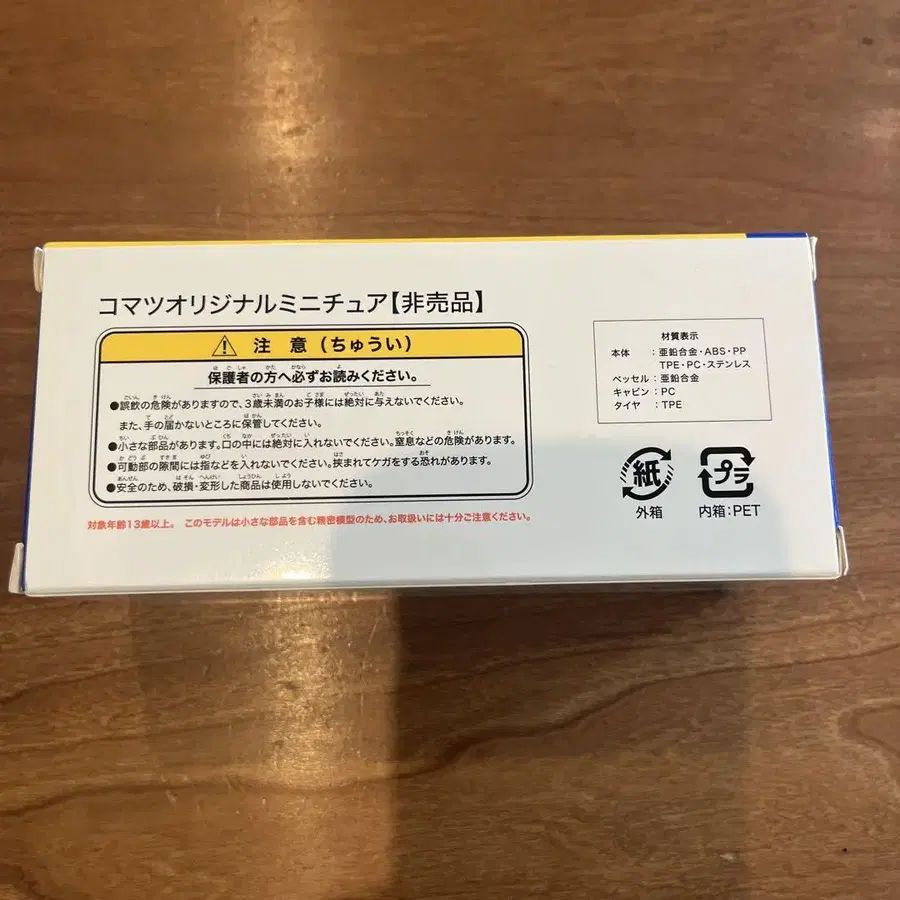 コマツオリジナルミニチュア【非売品】
注 意(ちゅうい)
保護者の方へ必ずお読みください。
●誤飲の危険がありますので、3歳未満のお子様には絶対に与えないでください。
また、手の届かないところに保管してください。
●小さな部品があります。口の中には絶対に入れないでください。窒息などの危険があります。
●可動部の隙間には指などを入れないでください。挟まれてケガをする恐れがあります。
●安全のため、破損・変形した商品は使用しないでください。
対象年齢13歳以上。 このモデルは小さな部品を含む精密模型のため、お取扱いには十分ご注意ください。
材質表示
本体 :亜鉛合金・ABS・PP
TPE・PC・ステンレス
ベッセル:亜鉛合金
キャビン:PC
タイヤ :TPE
紙
外箱
プラ
内箱:PET